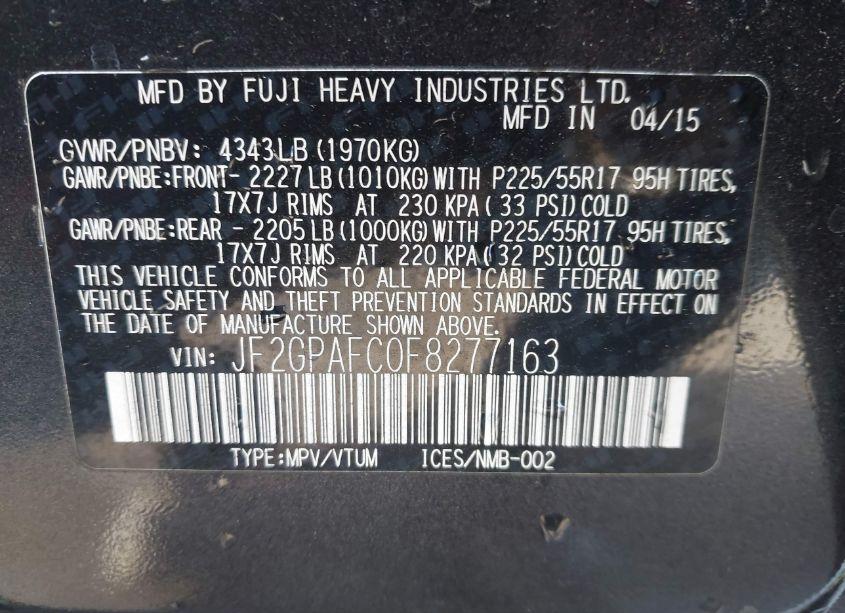 MFD BY FUJI HEAVY INDUSTRIES LTD.
MFD IN 04/15
GVWR/PNBV: 4343LB (1970KG)
GAWR/PNBE:FRONT- 2227 LB (1010KG) WITH P225/55R17 95H TIRES,
17X7J RIMS AT 230 KPA( 33 PSI) COLD
GAWR/PNBE:REAR - 2205 LB (1000KG) WITH P225/55R17 95H TIRES,
17X7J RIMS AT 220 KPA( 32 PSI) COLD
THIS VEHICLE CONFORMS TO ALL APPLICABLE FEDERAL MOTOR
VEHICLE SAFETY AND THEFT PREVENTION STANDARDS IN EFFECT ON
THE DATE OF MANUFACTURE SHOWN ABOVE.
VIN: JF2GPAFC0F8277163
TYPE:MPV/VTUM ICES/NMB-002